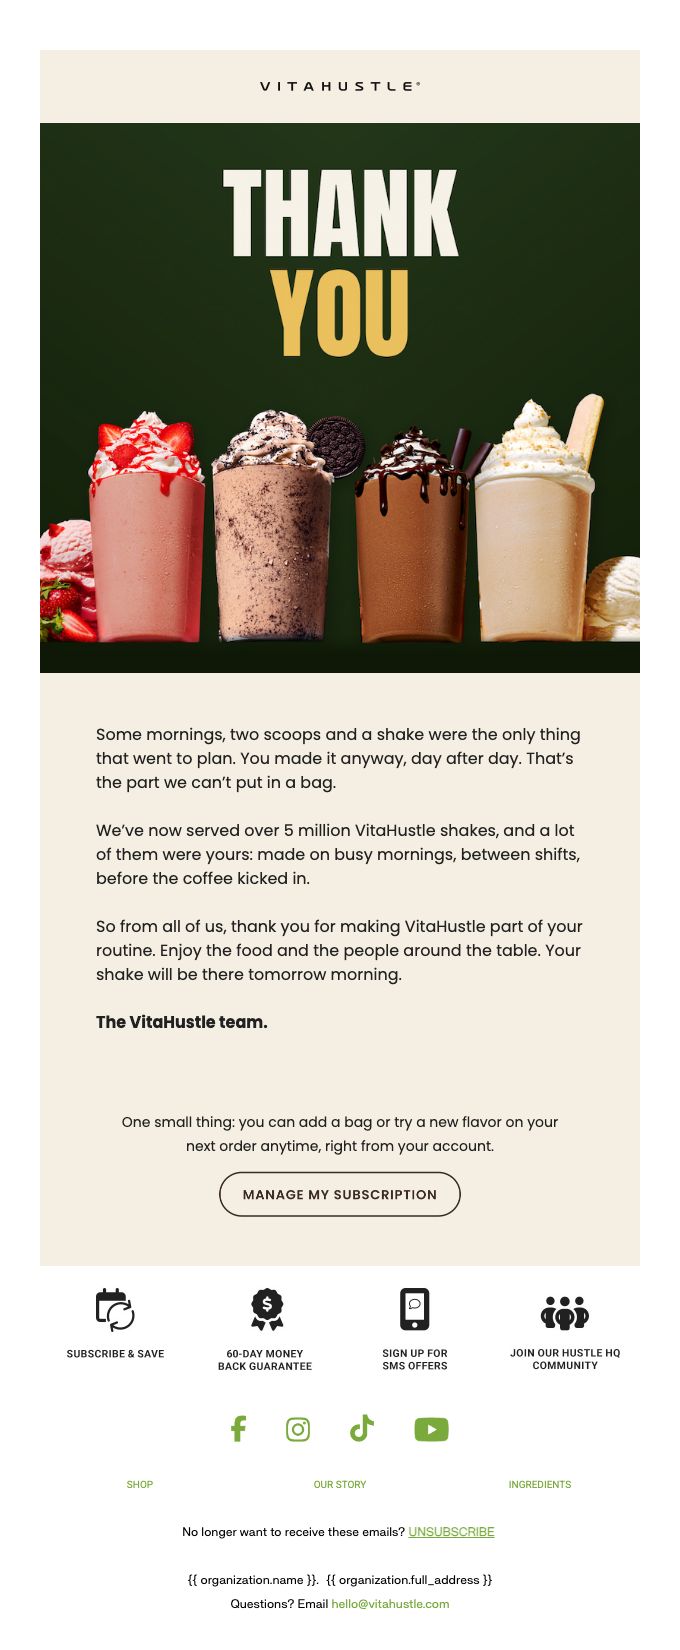 VITAHUSTLE®
THANK
YOU
Some mornings, two scoops and a shake were the only thing
that went to plan. You made it anyway, day after day. That’s
the part we can’t put in a bag.
We’ve now served over 5 million VitaHustle shakes, and a lot
of them were yours: made on busy mornings, between shifts,
before the coffee kicked in.
So from all of us, thank you for making VitaHustle part of your
routine. Enjoy the food and the people around the table. Your
shake will be there tomorrow morning.
The VitaHustle team.
One small thing: you can add a bag or try a new flavor on your
next order anytime, right from your account.
MANAGE MY SUBSCRIPTION
SUBSCRIBE & SAVE
60-DAY MONEY
BACK GUARANTEE
SIGN UP FOR
SMS OFFERS
JOIN OUR HUSTLE HQ
COMMUNITY
SHOP
OUR STORY
INGREDIENTS
No longer want to receive these emails? UNSUBSCRIBE
{{ organization.name }}. {{ organization.full_address }}
Questions? Email hello@vitahustle.com